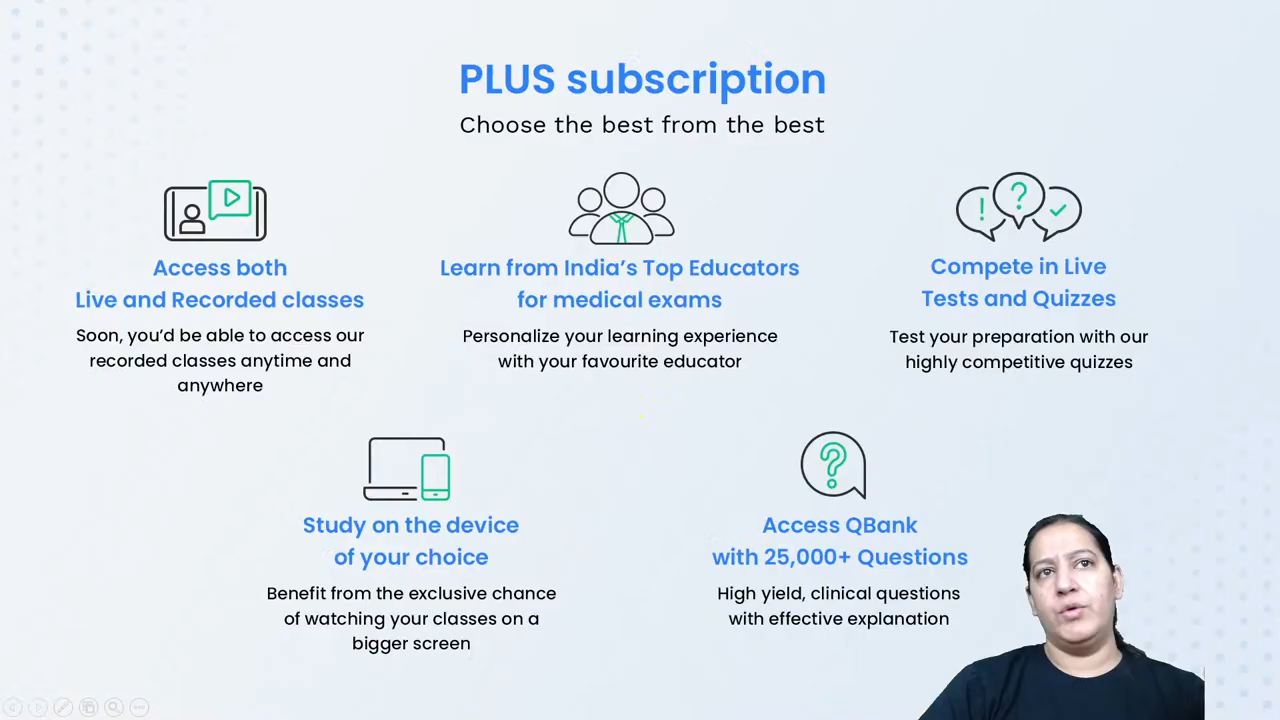 PLUS subscription
Choose the best from the best
Access both
Live and Recorded classes
Soon, you’d be able to access our
recorded classes anytime and
anywhere
Learn from India’s Top Educators
for medical exams
Personalize your learning experience
with your favourite educator
Compete in Live
Tests and Quizzes
Test your preparation with our
highly competitive quizzes
Study on the device
of your choice
Benefit from the exclusive chance
of watching your classes on a
bigger screen
Access QBank
with 25,000+ Questions
High yield, clinical questions
with effective explanation